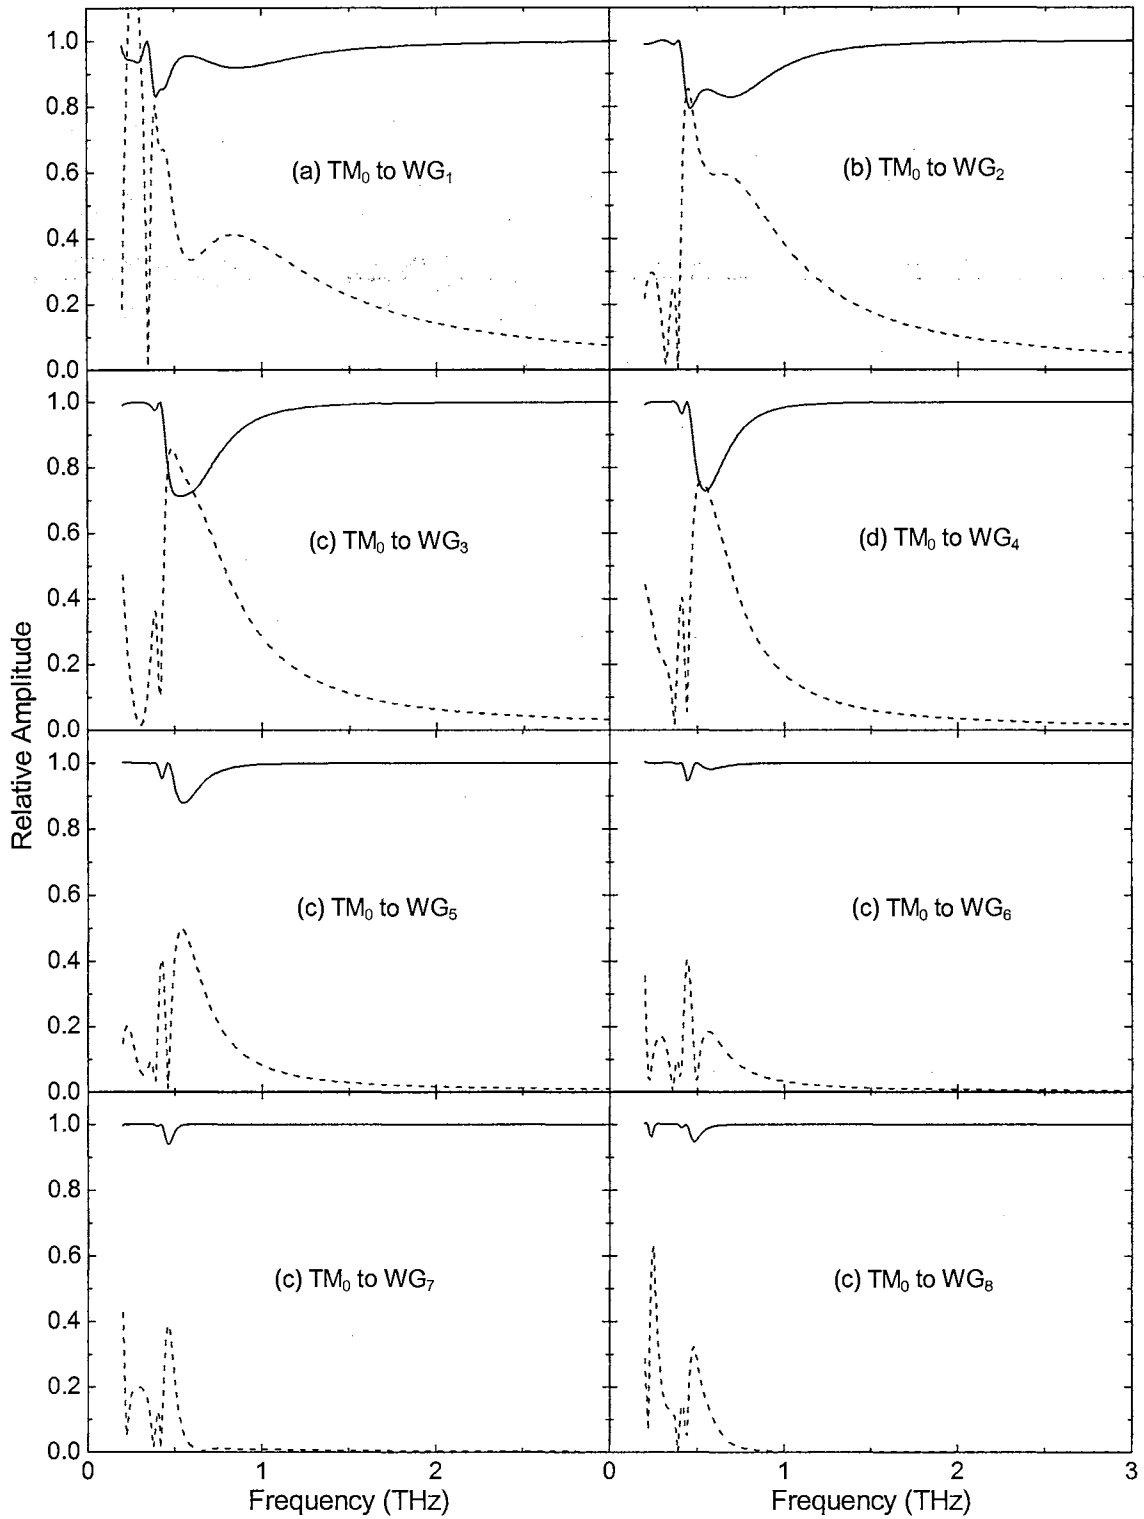 1.0
0.8
0.6
0.4
0.2
0.0
(a) TM₀ to WG₁
(b) TM₀ to WG₂
1.0
0.8
0.6
0.4
0.2
0.0
(c) TM₀ to WG₃
(d) TM₀ to WG₄
Relative Amplitude
1.0
0.8
0.6
0.4
0.2
0.0
(c) TM₀ to WG₅
(c) TM₀ to WG₆
1.0
0.8
0.6
0.4
0.2
0.0
(c) TM₀ to WG₇
(c) TM₀ to WG₈
0 1 2 0 1 2 3
Frequency (THz) Frequency (THz)